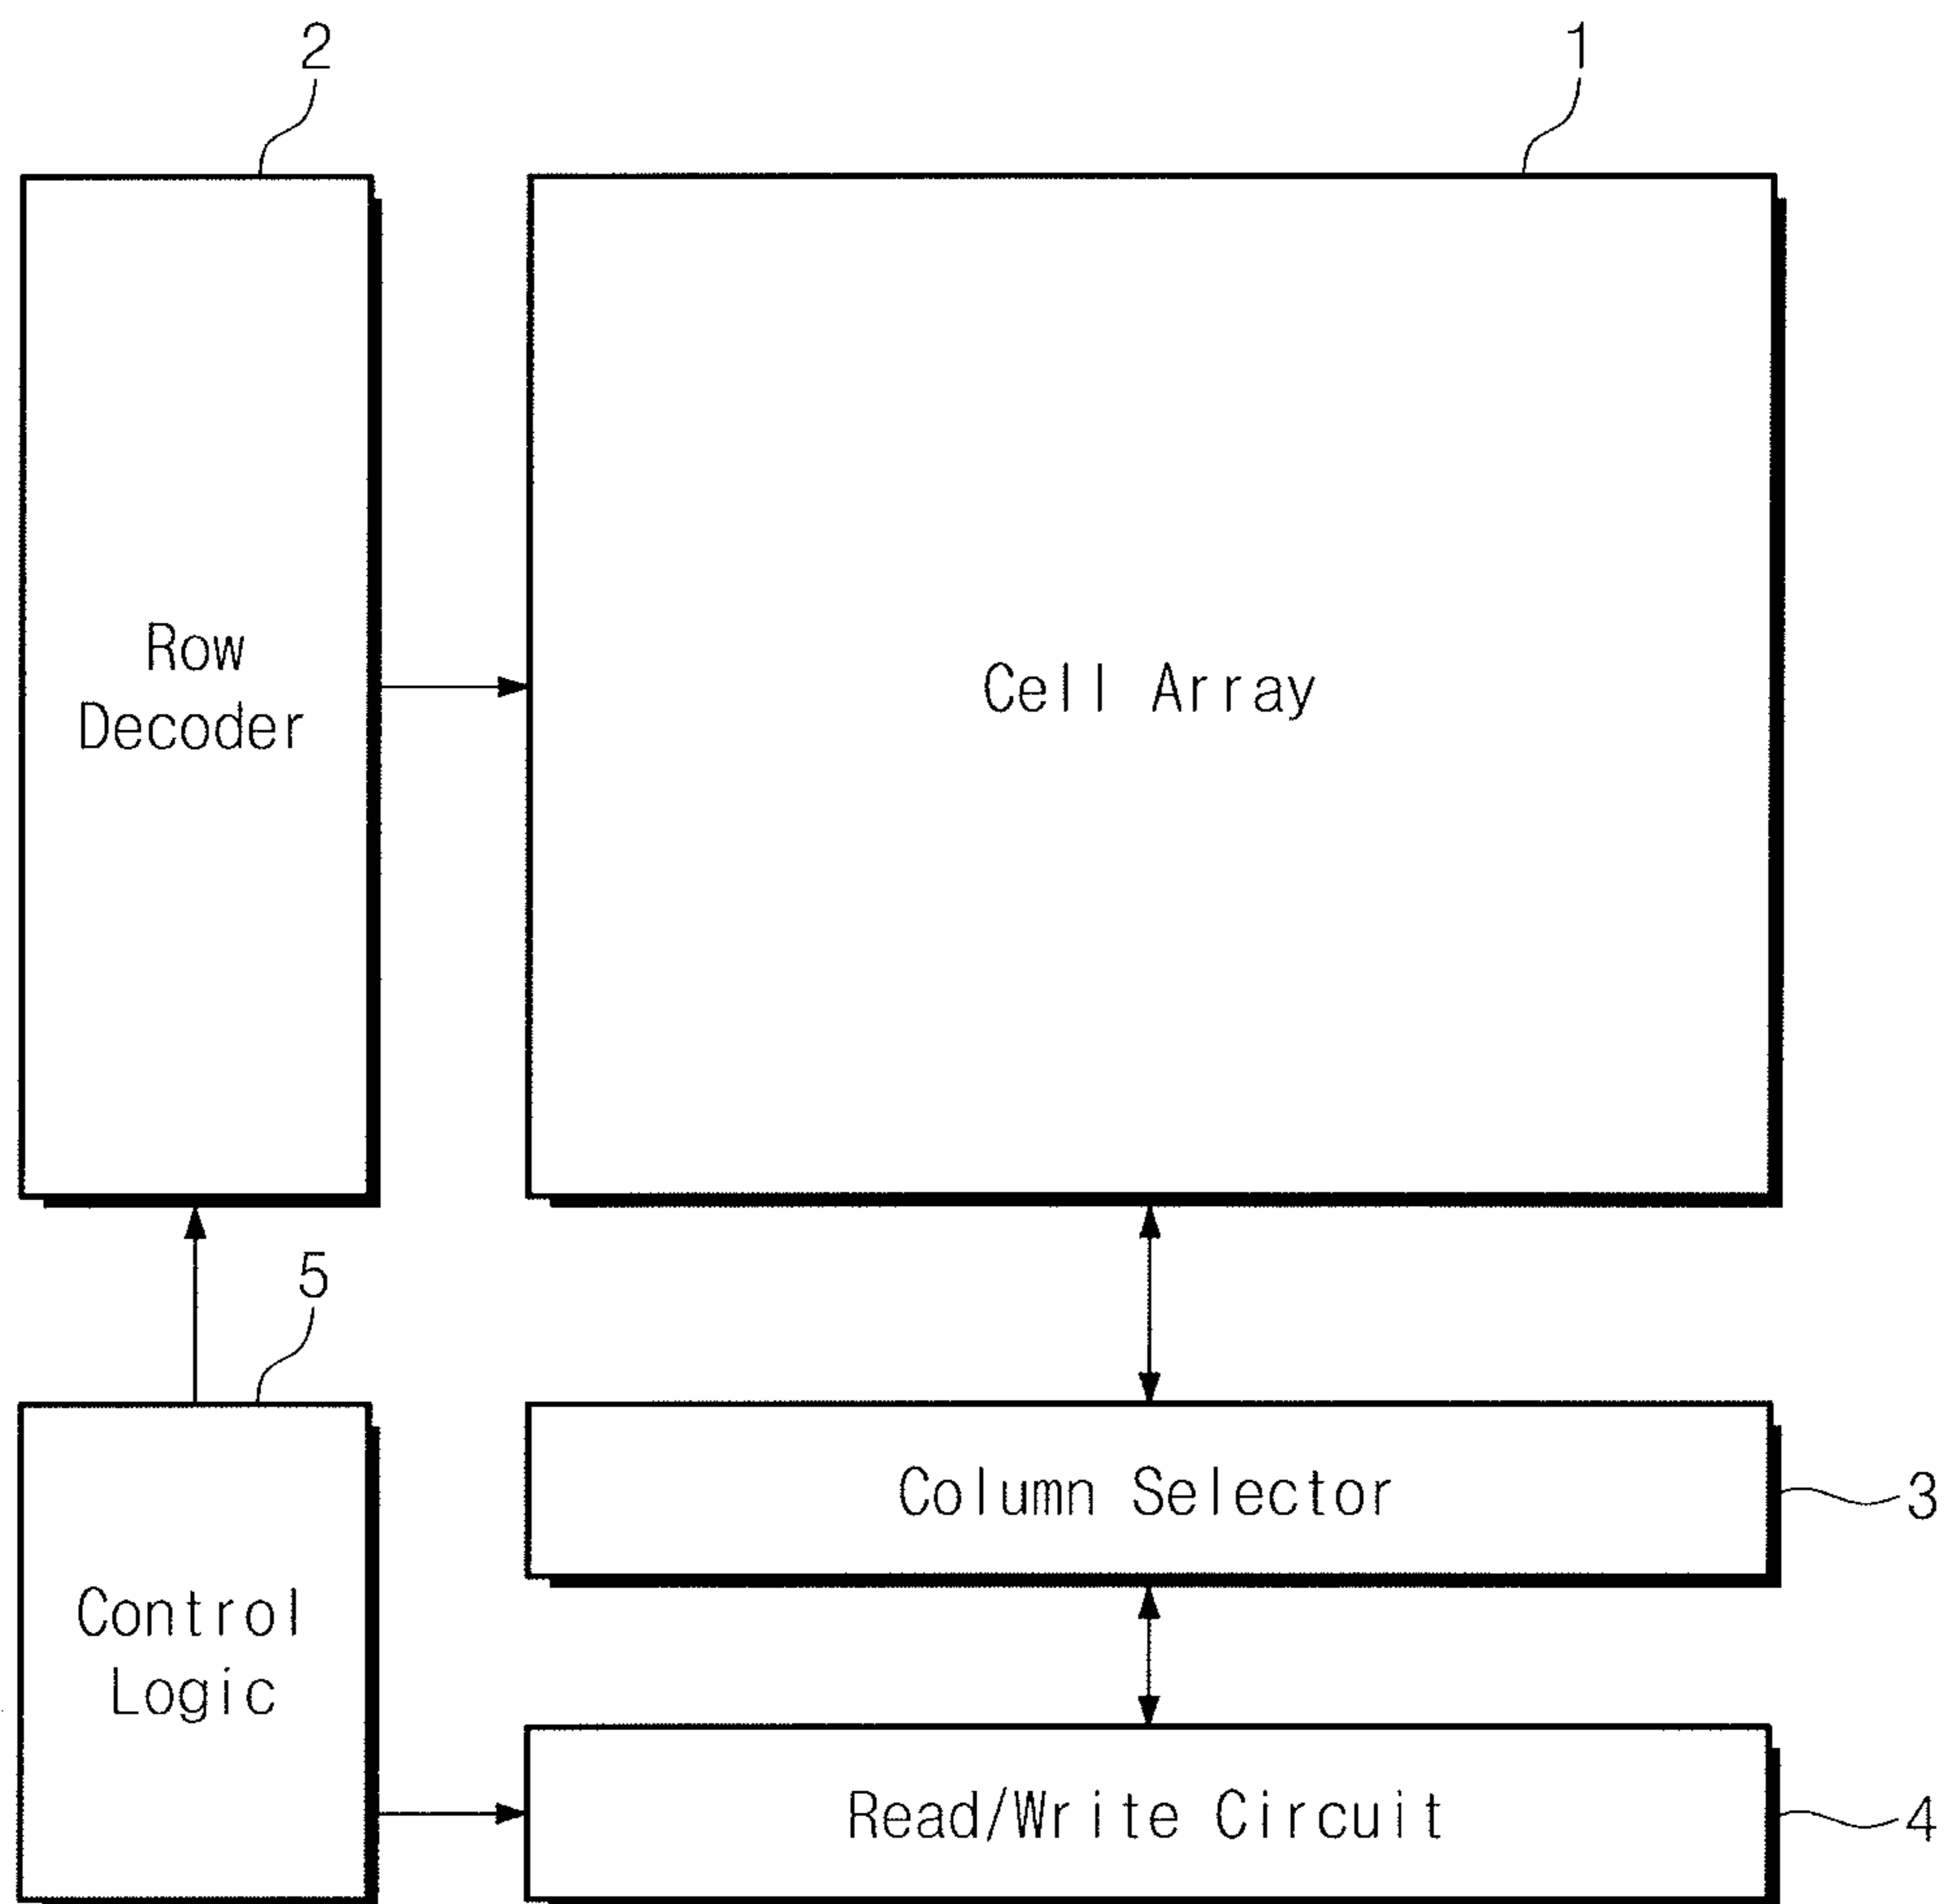 2
1
Row
Decoder
Cell Array
5
Column Selector
3
Control
Logic
Read/Write Circuit
4